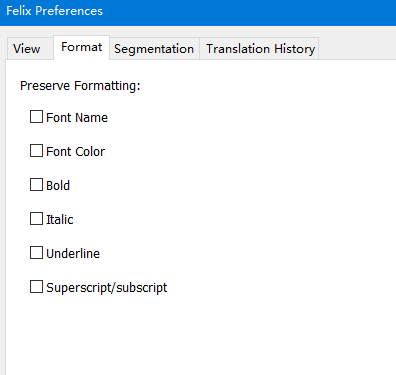 Felix Preferences
View Format Segmentation Translation History
Preserve Formatting:
Font Name
Font Color
Bold
Italic
Underline
Superscript/subscript